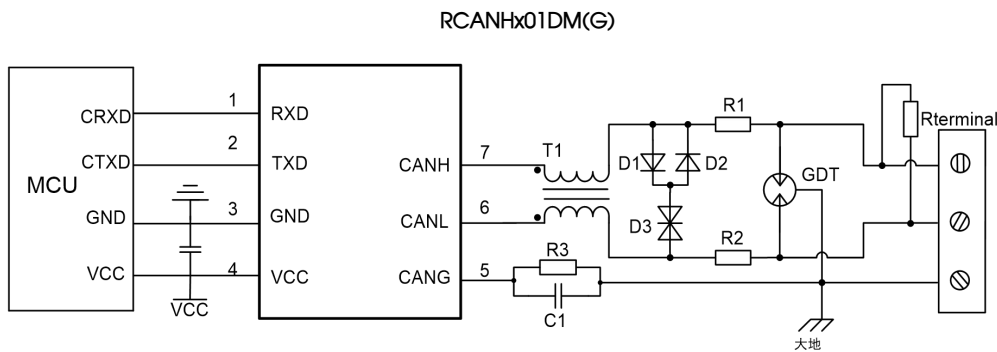 RCANHx01DM(G)
MCU
CRXD
CTXD
GND
VCC
VCC
1
2
3
4
RXD
TXD
GND
VCC
CANH
CANL
CANG
7
6
5
T1
D1
D2
D3
R1
R2
R3
C1
GDT
Rterminal
大地